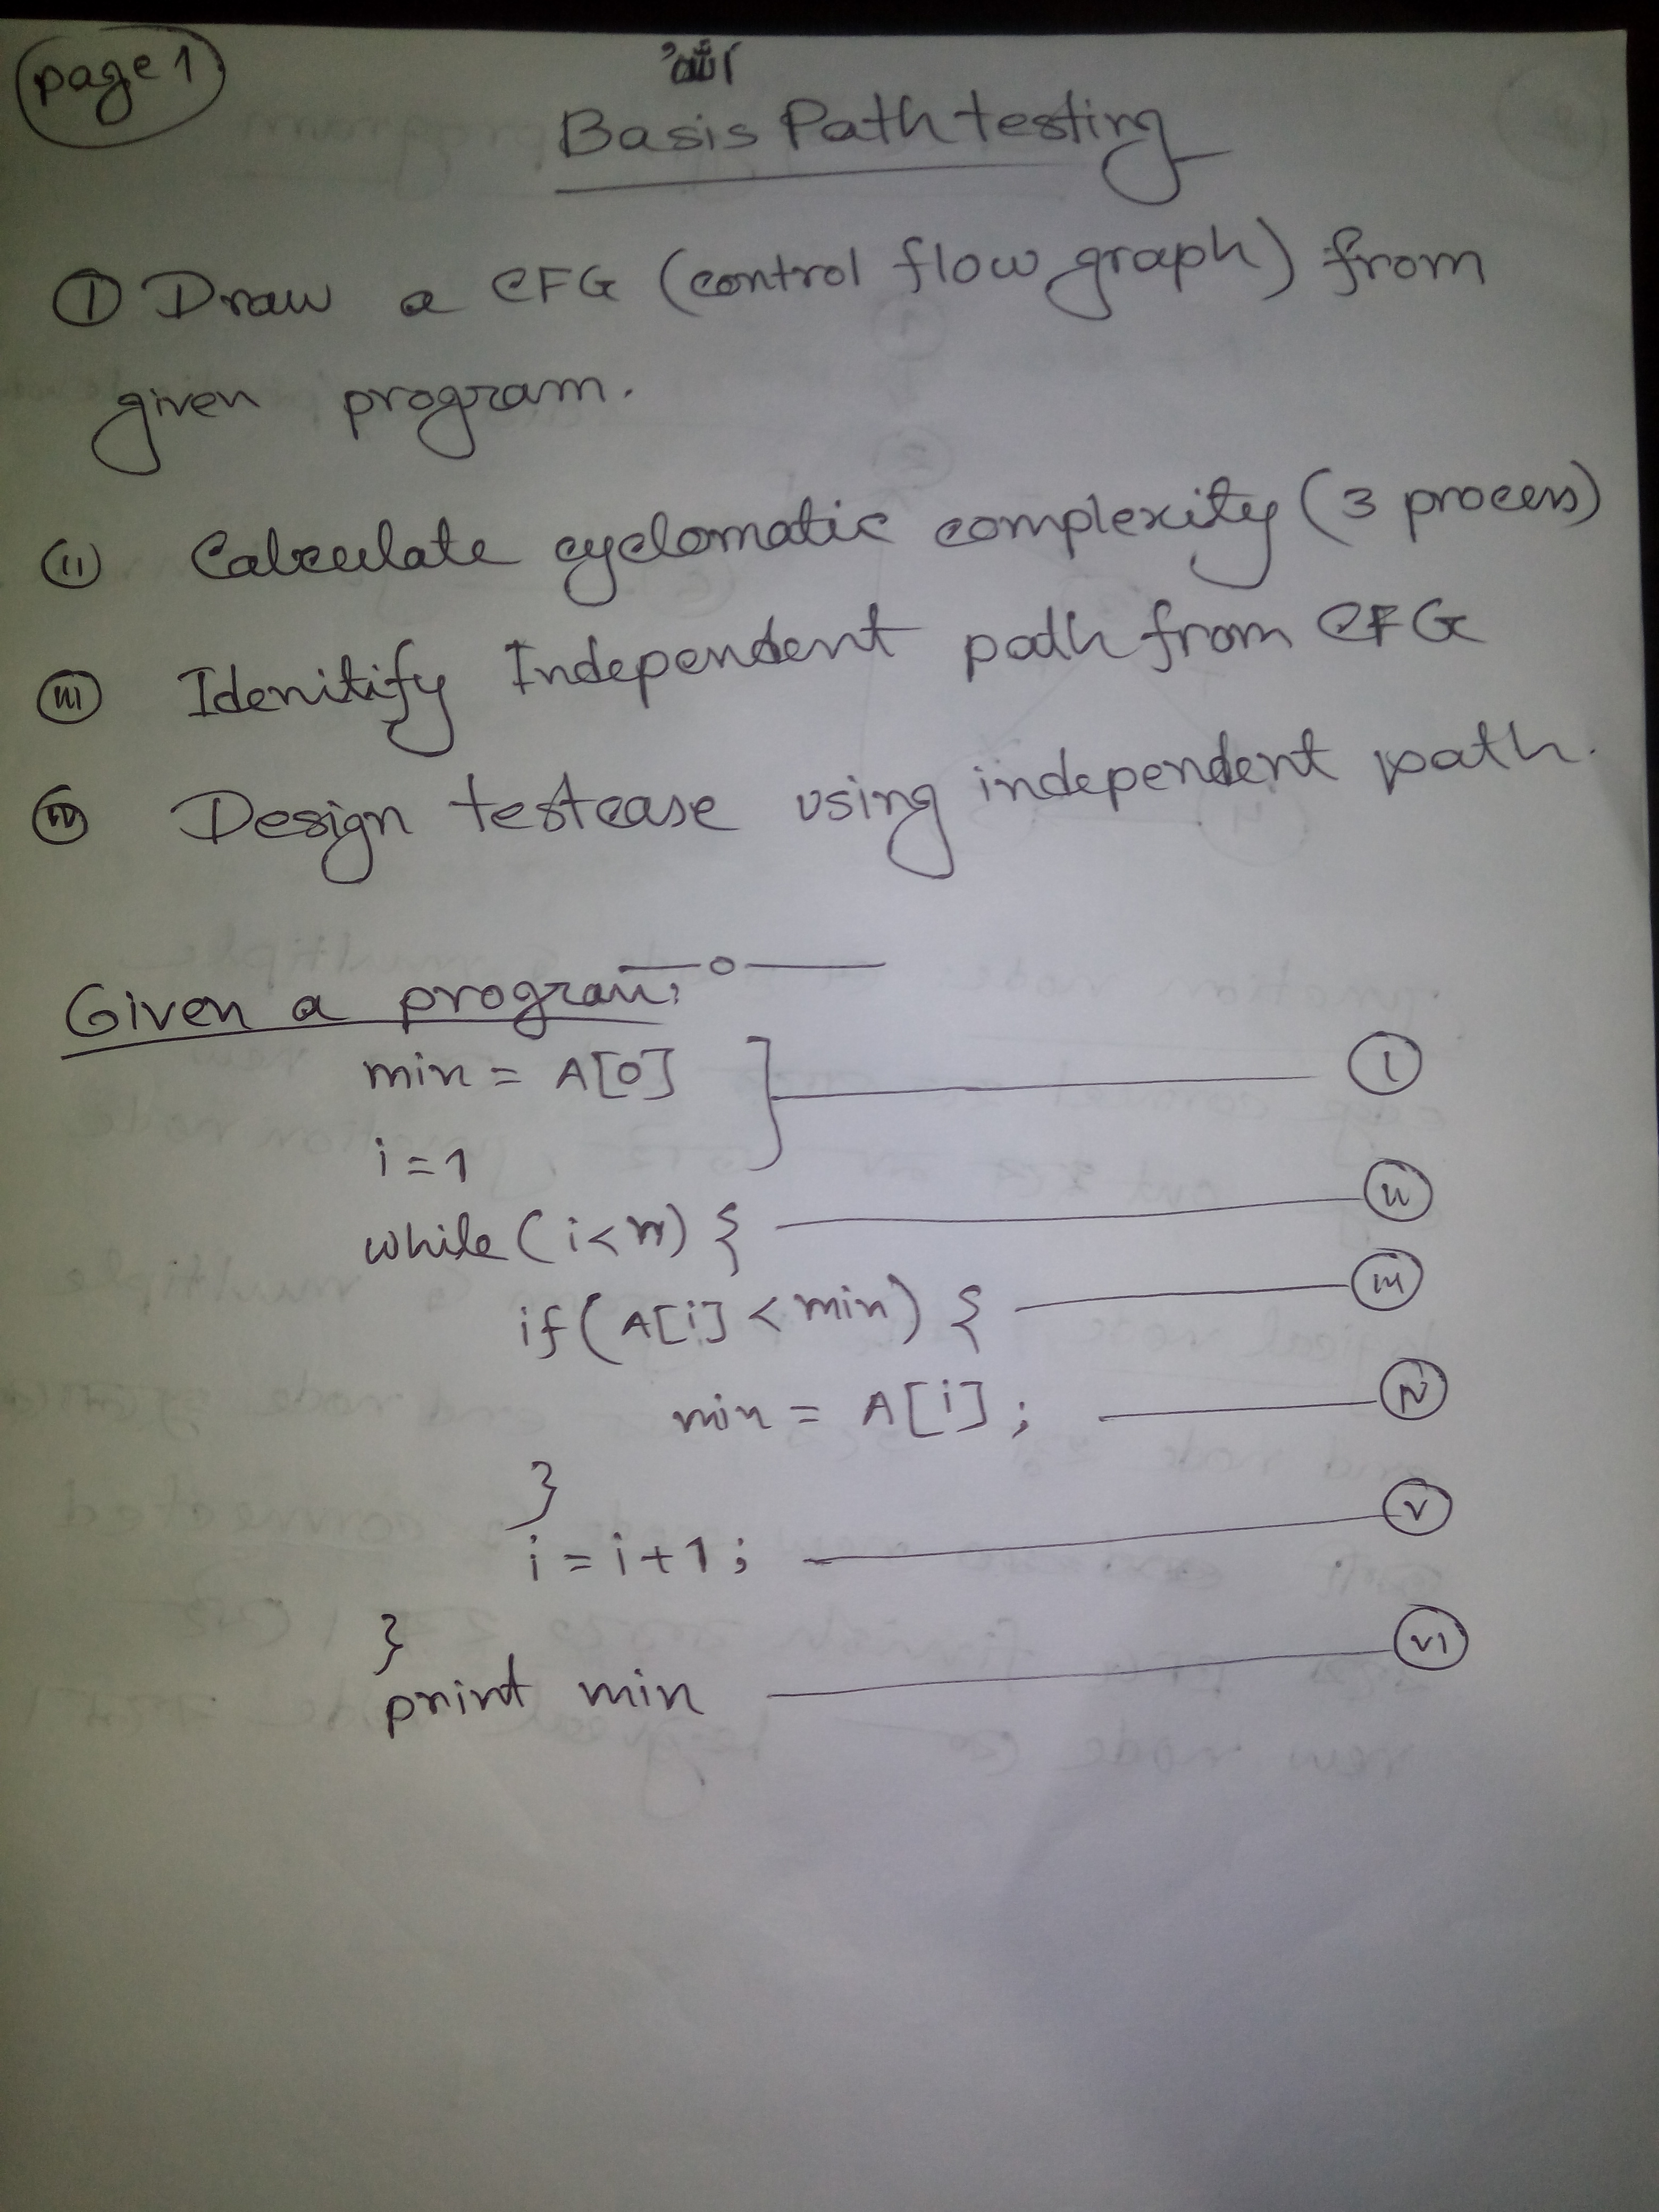 page 1
الله
Basis Path testing
① Draw a CFG (control flow graph) from
given program.
(II) Calculate cyclomatic complexity (3 process)
(III) Idenitify Independent path from CFG
(IV) Design testcase using independent path.
Given a program:
min = A[0] I
i = 1
while (i<n) { II
if (A[i] < min) { III
min = A[i]; IV
}
i = i + 1; V
}
print min VI